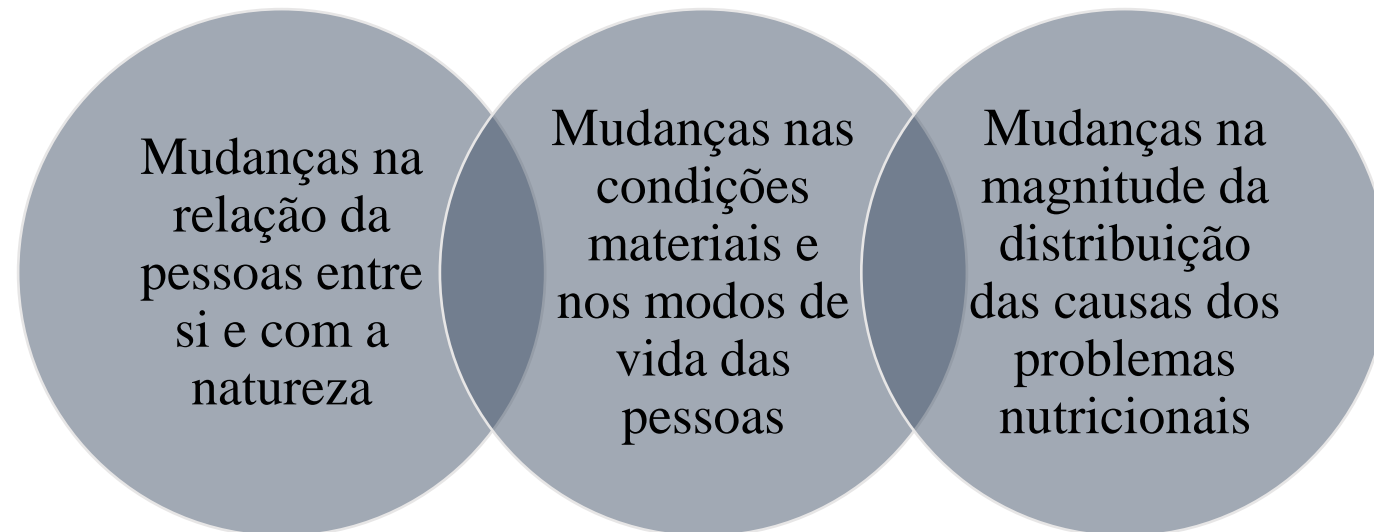 Mudanças na
relação da
pessoas entre
si e com a
natureza
Mudanças nas
condições
materiais e
nos modos de
vida das
pessoas
Mudanças na
magnitude da
distribuição
das causas dos
problemas
nutricionais